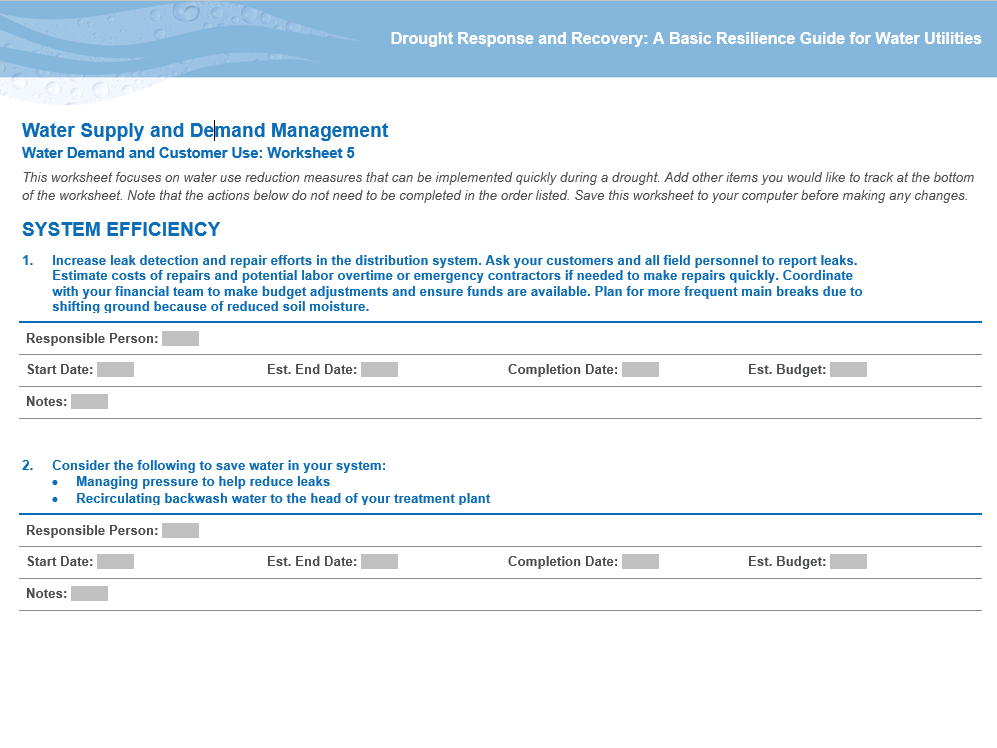 Drought Response and Recovery: A Basic Resilience Guide for Water Utilities
Water Supply and Demand Management
Water Demand and Customer Use: Worksheet 5
This worksheet focuses on water use reduction measures that can be implemented quickly during a drought. Add other items you would like to track at the bottom
of the worksheet. Note that the actions below do not need to be completed in the order listed. Save this worksheet to your computer before making any changes.
SYSTEM EFFICIENCY
1. Increase leak detection and repair efforts in the distribution system. Ask your customers and all field personnel to report leaks.
Estimate costs of repairs and potential labor overtime or emergency contractors if needed to make repairs quickly. Coordinate
with your financial team to make budget adjustments and ensure funds are available. Plan for more frequent main breaks due to
shifting ground because of reduced soil moisture.
Responsible Person:
Start Date: Est. End Date: Completion Date: Est. Budget:
Notes:
2. Consider the following to save water in your system:
• Managing pressure to help reduce leaks
• Recirculating backwash water to the head of your treatment plant
Responsible Person:
Start Date: Est. End Date: Completion Date: Est. Budget:
Notes: